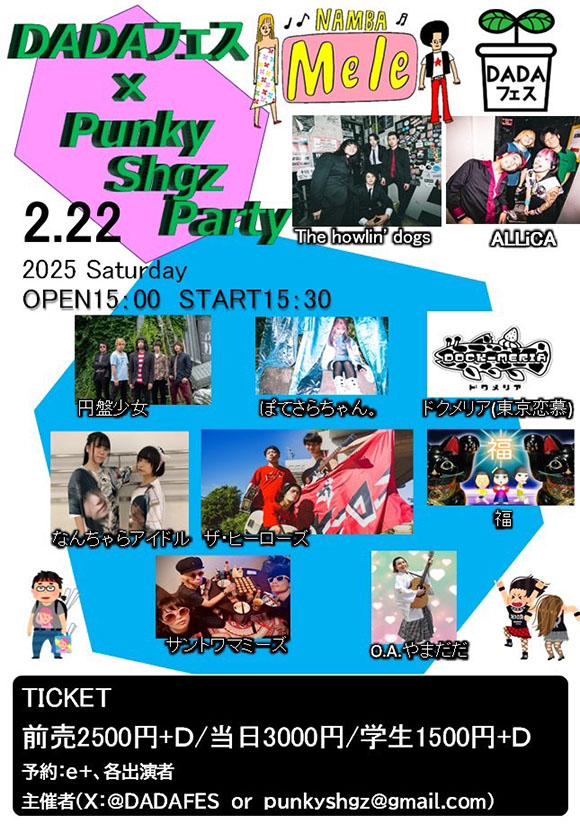 DADAフェス
×
Punky
Shgz
Party
NAMBA
Mele
DADA
フェス
2.22
2025 Saturday
OPEN15:00 START15:30
The howlin' dogs
ALLiCA
円盤少女
ぽてさらちゃん。
DOCK-MERIA
ドクメリア
ドクメリア(東京恋慕)
なんちゃらアイドル
ザ・ヒーローズ
福
福
サントワマミーズ
O.A.やまだだ
TICKET
前売2500円+D/当日3000円/学生1500円+D
予約:e+、各出演者
主催者(X:@DADAFES or punkyshgz@gmail.com)